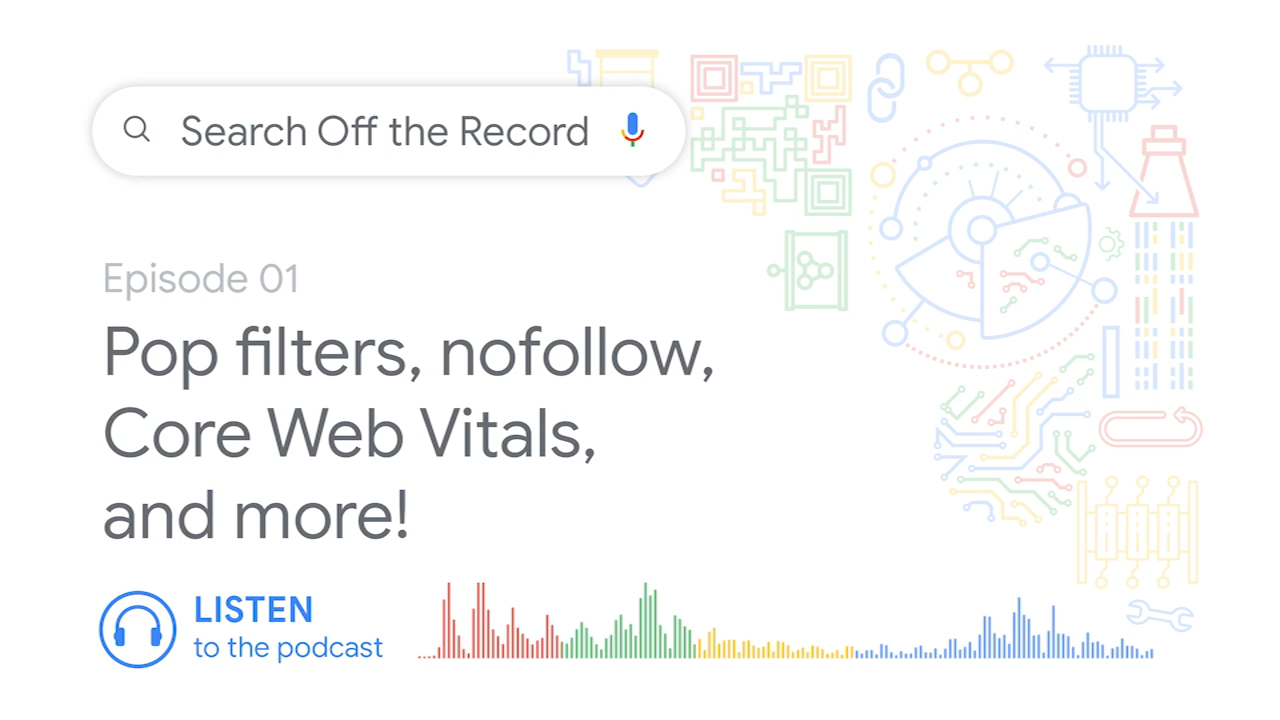 Search Off the Record
Episode 01
Pop filters, nofollow,
Core Web Vitals,
and more!
LISTEN
to the podcast